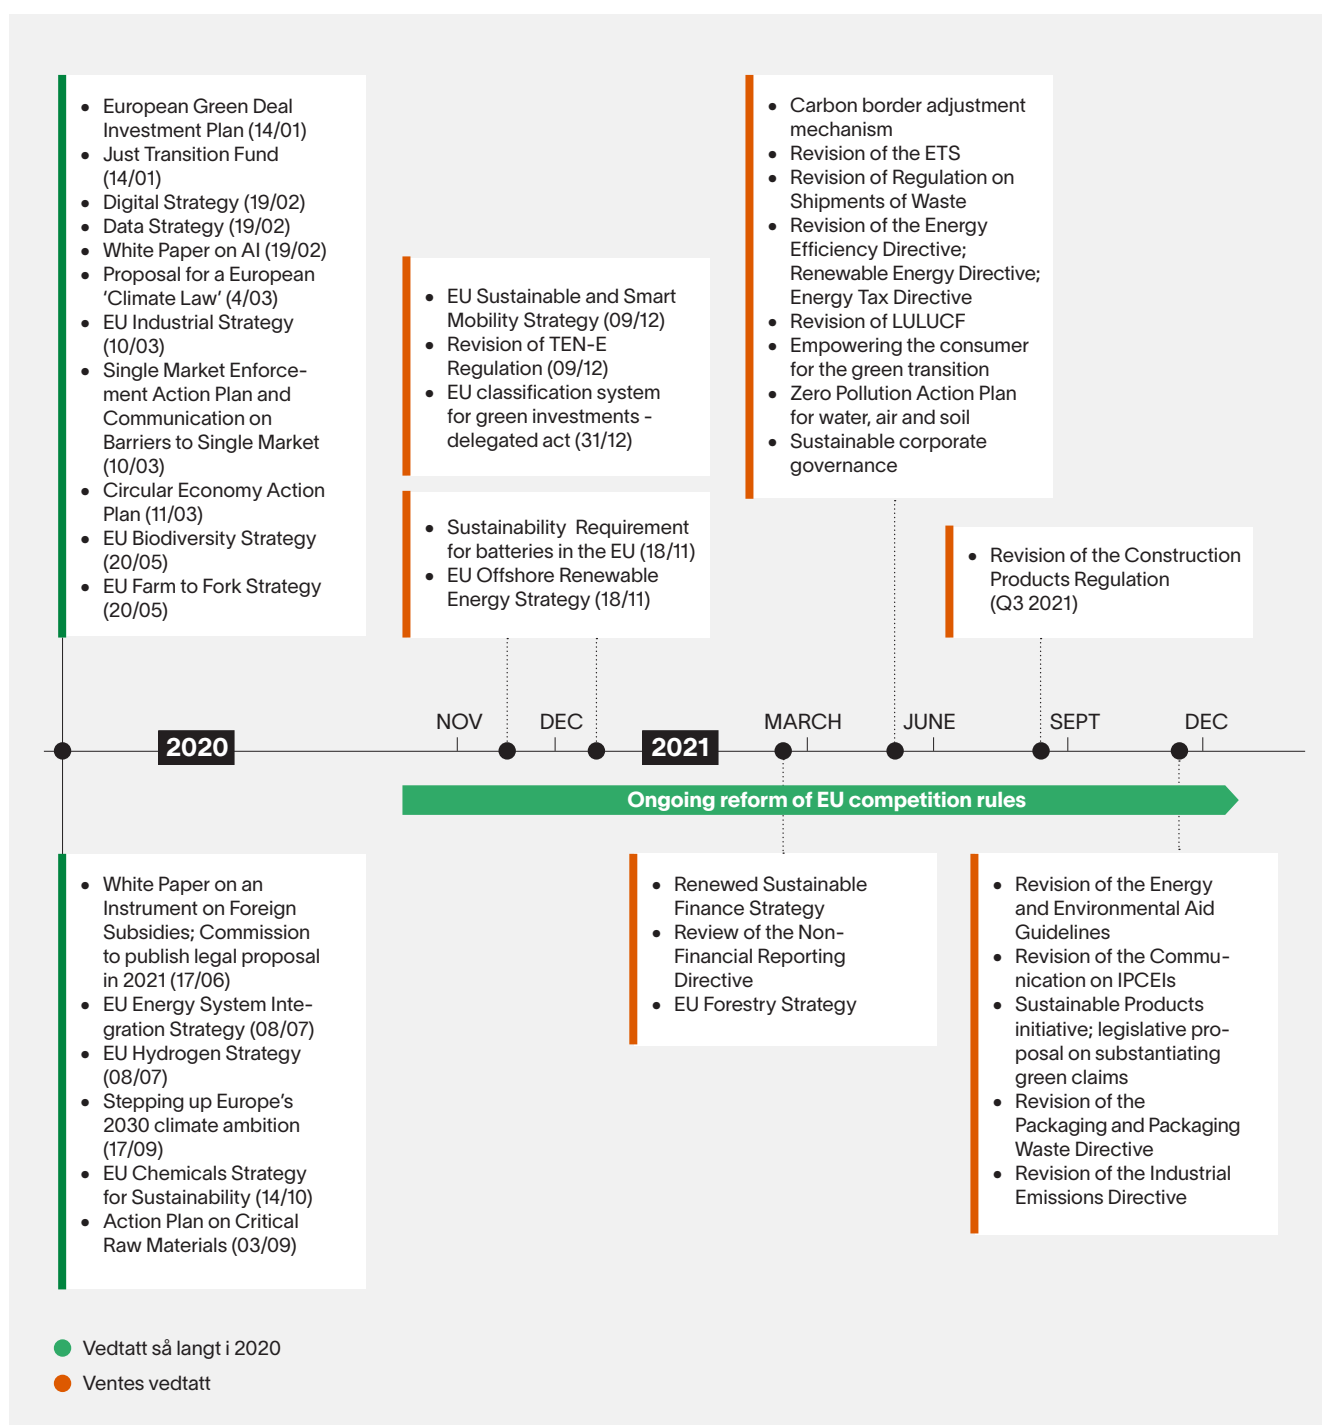 • European Green Deal
Investment Plan (14/01)
• Just Transition Fund
(14/01)
• Digital Strategy (19/02)
• Data Strategy (19/02)
• White Paper on AI (19/02)
• Proposal for a European
‘Climate Law’ (4/03)
• EU Industrial Strategy
(10/03)
• Single Market Enforce-
ment Action Plan and
Communication on
Barriers to Single Market
(10/03)
• Circular Economy Action
Plan (11/03)
• EU Biodiversity Strategy
(20/05)
• EU Farm to Fork Strategy
(20/05)
• EU Sustainable and Smart
Mobility Strategy (09/12)
• Revision of TEN-E
Regulation (09/12)
• EU classification system
for green investments -
delegated act (31/12)
• Sustainability Requirement
for batteries in the EU (18/11)
• EU Offshore Renewable
Energy Strategy (18/11)
• Carbon border adjustment
mechanism
• Revision of the ETS
• Revision of Regulation on
Shipments of Waste
• Revision of the Energy
Efficiency Directive;
Renewable Energy Directive;
Energy Tax Directive
• Revision of LULUCF
• Empowering the consumer
for the green transition
• Zero Pollution Action Plan
for water, air and soil
• Sustainable corporate
governance
• Revision of the Construction
Products Regulation
(Q3 2021)
2020
NOV
DEC
2021
MARCH
JUNE
SEPT
DEC
Ongoing reform of EU competition rules
• White Paper on an
Instrument on Foreign
Subsidies; Commission
to publish legal proposal
in 2021 (17/06)
• EU Energy System Inte-
gration Strategy (08/07)
• EU Hydrogen Strategy
(08/07)
• Stepping up Europe’s
2030 climate ambition
(17/09)
• EU Chemicals Strategy
for Sustainability (14/10)
• Action Plan on Critical
Raw Materials (03/09)
• Renewed Sustainable
Finance Strategy
• Review of the Non-
Financial Reporting
Directive
• EU Forestry Strategy
• Revision of the Energy
and Environmental Aid
Guidelines
• Revision of the Commu-
nication on IPCEIs
• Sustainable Products
initiative; legislative pro-
posal on substantiating
green claims
• Revision of the
Packaging and Packaging
Waste Directive
• Revision of the Industrial
Emissions Directive
Vedtatt så langt i 2020
Ventes vedtatt